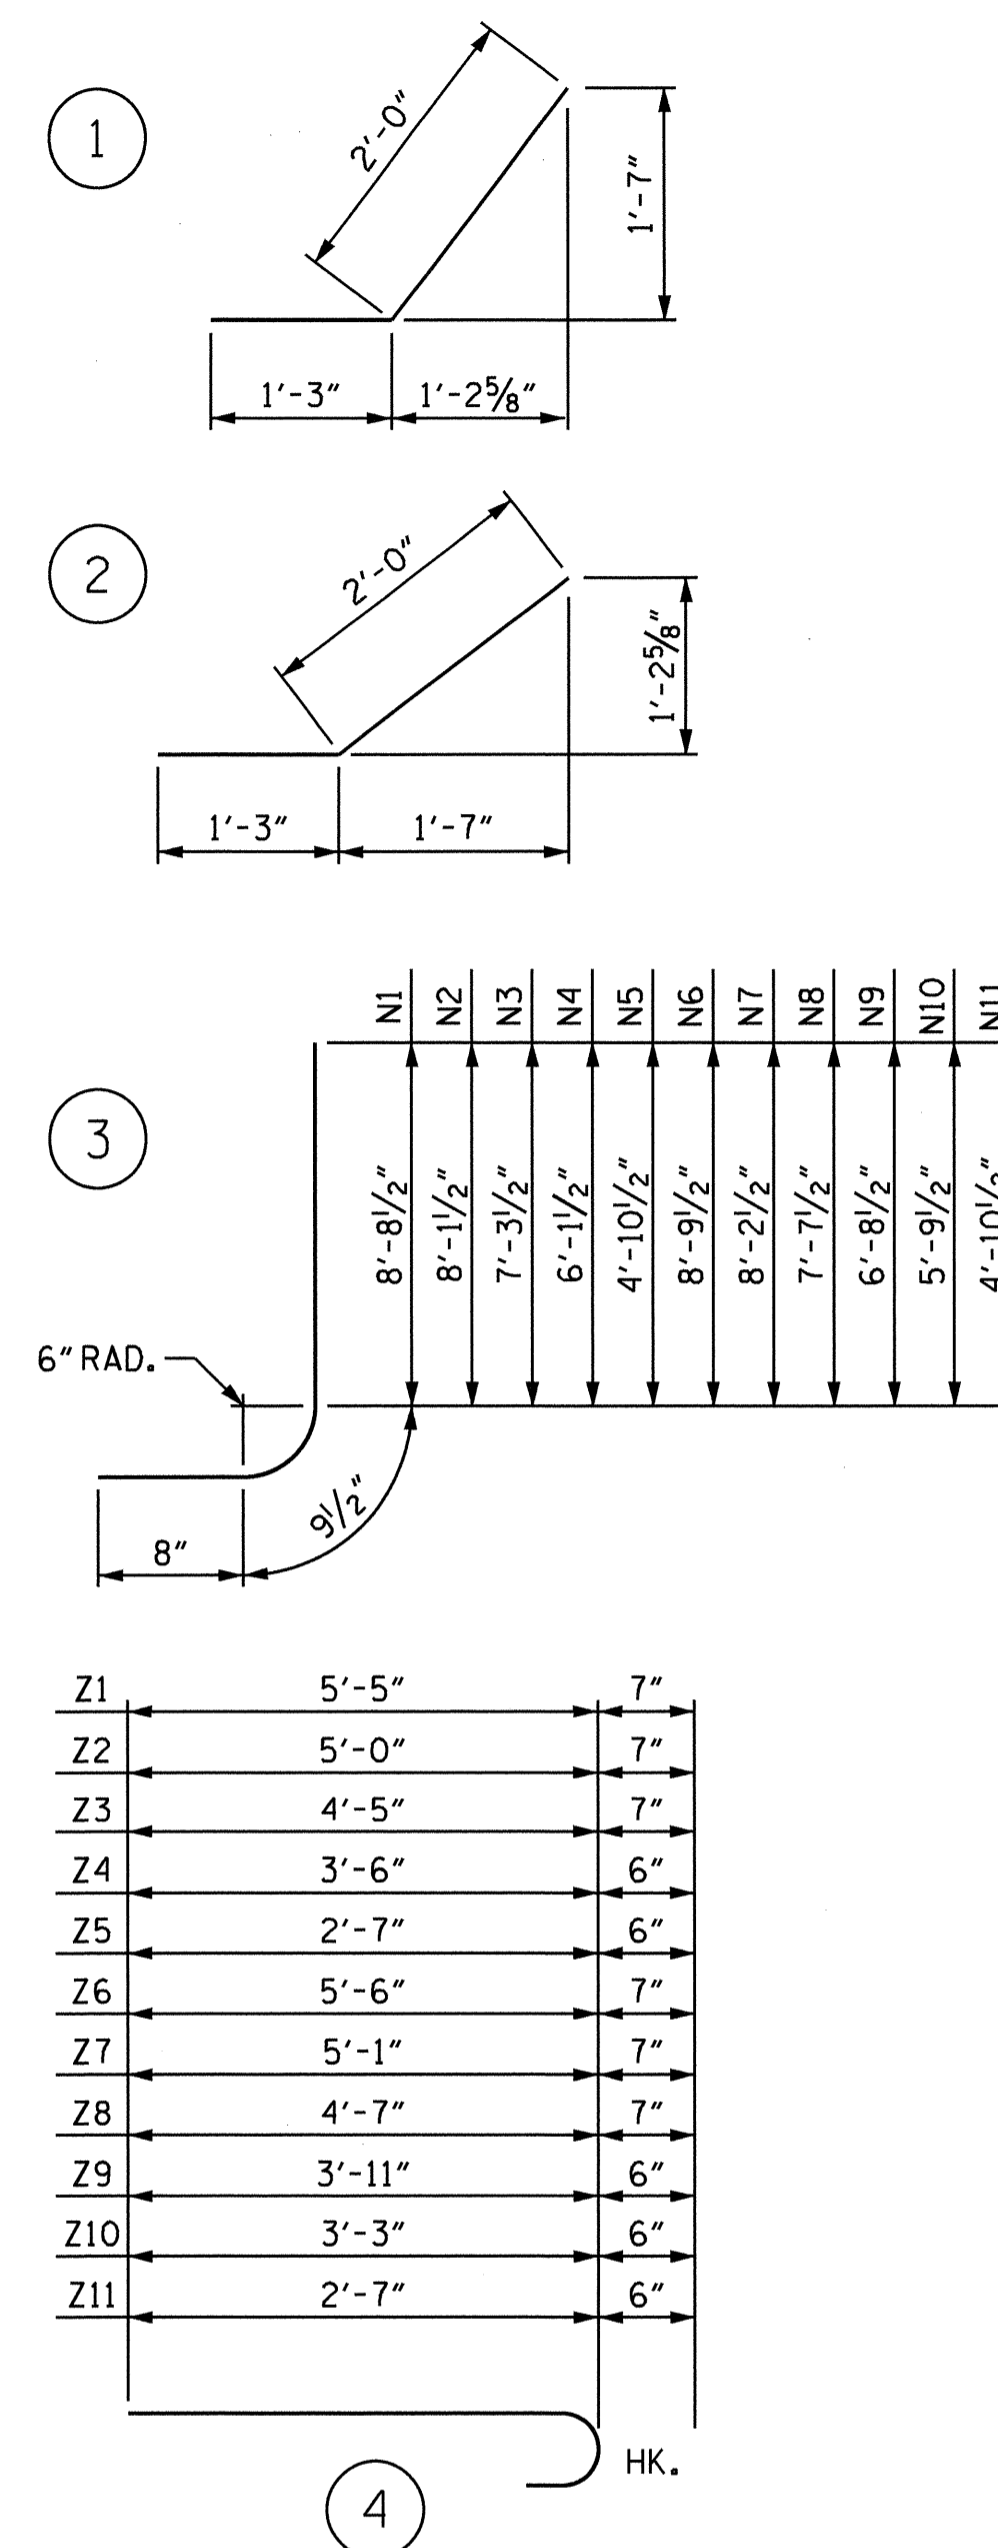 1
2'-0"
1'-7"
1'-3" 1'-2⅝"
2
2'-0"
1'-2⅝"
1'-3" 1'-7"
3
N1 N2 N3 N4 N5 N6 N7 N8 N9 N10 N11
8'-8½" 8'-1½" 7'-3½" 6'-1½" 4'-10½" 8'-9½" 8'-2½" 7'-7½" 6'-8½" 5'-9½" 4'-10½"
6" RAD.
9½"
8"
Z1 5'-5" 7"
Z2 5'-0" 7"
Z3 4'-5" 7"
Z4 3'-6" 6"
Z5 2'-7" 6"
Z6 5'-6" 7"
Z7 5'-1" 7"
Z8 4'-7" 7"
Z9 3'-11" 6"
Z10 3'-3" 6"
Z11 2'-7" 6"
HK.
4